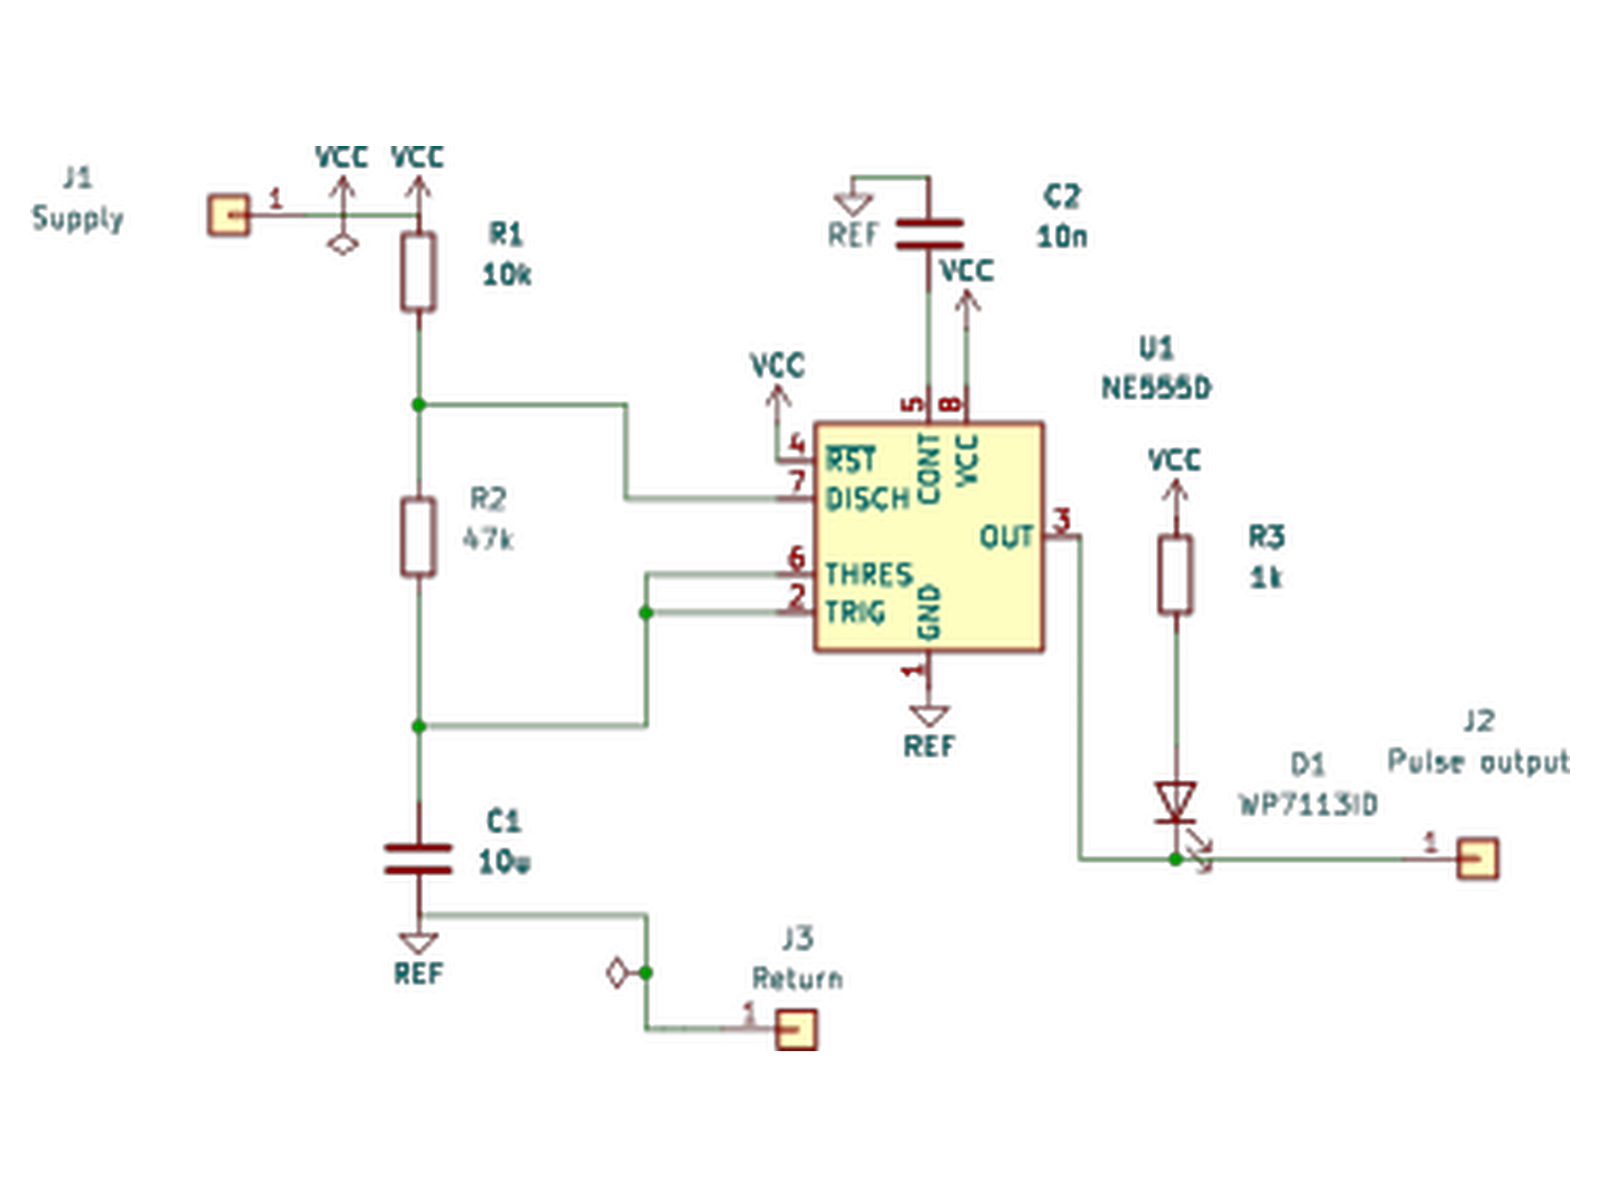 VCC VCC
J1
Supply
1
R1
10k
C2
10n
REF
VCC
U1
NE555D
VCC
5 8
4
RST
7
DISCH
CONT
VCC
VCC
R2
47k
3
OUT
R3
1k
6
THRES
2
TRIG
GND
1
REF
J2
Pulse output
D1
WP7113ID
1
C1
10u
J3
Return
REF
1